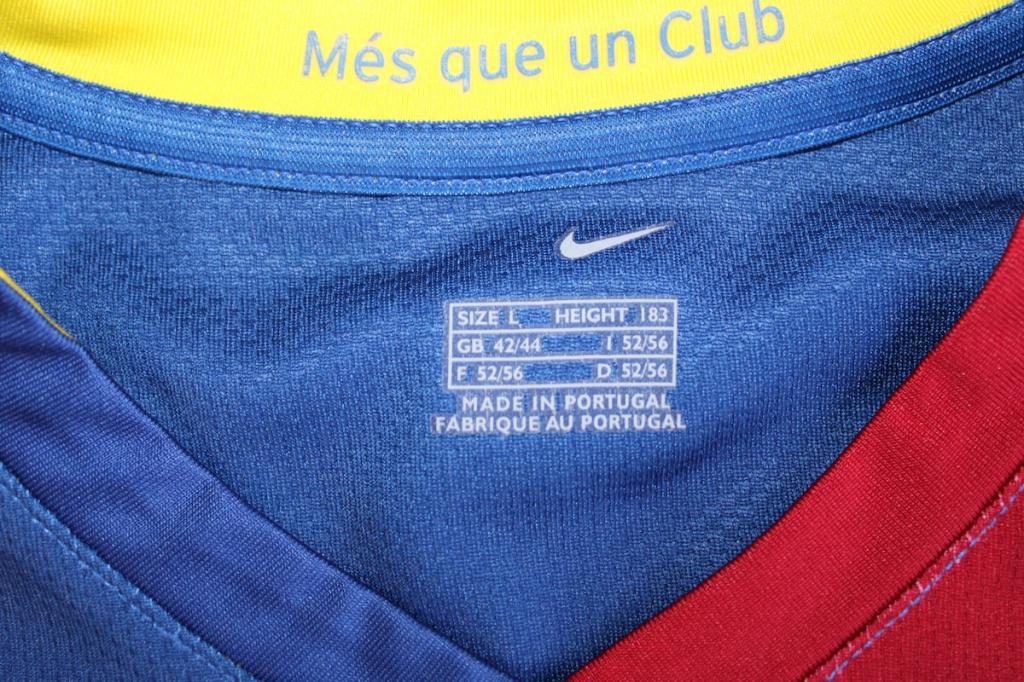 Més que un Club
SIZE L HEIGHT 183
GB 42/44 I 52/56
F 52/56 D 52/56
MADE IN PORTUGAL
FABRIQUE AU PORTUGAL